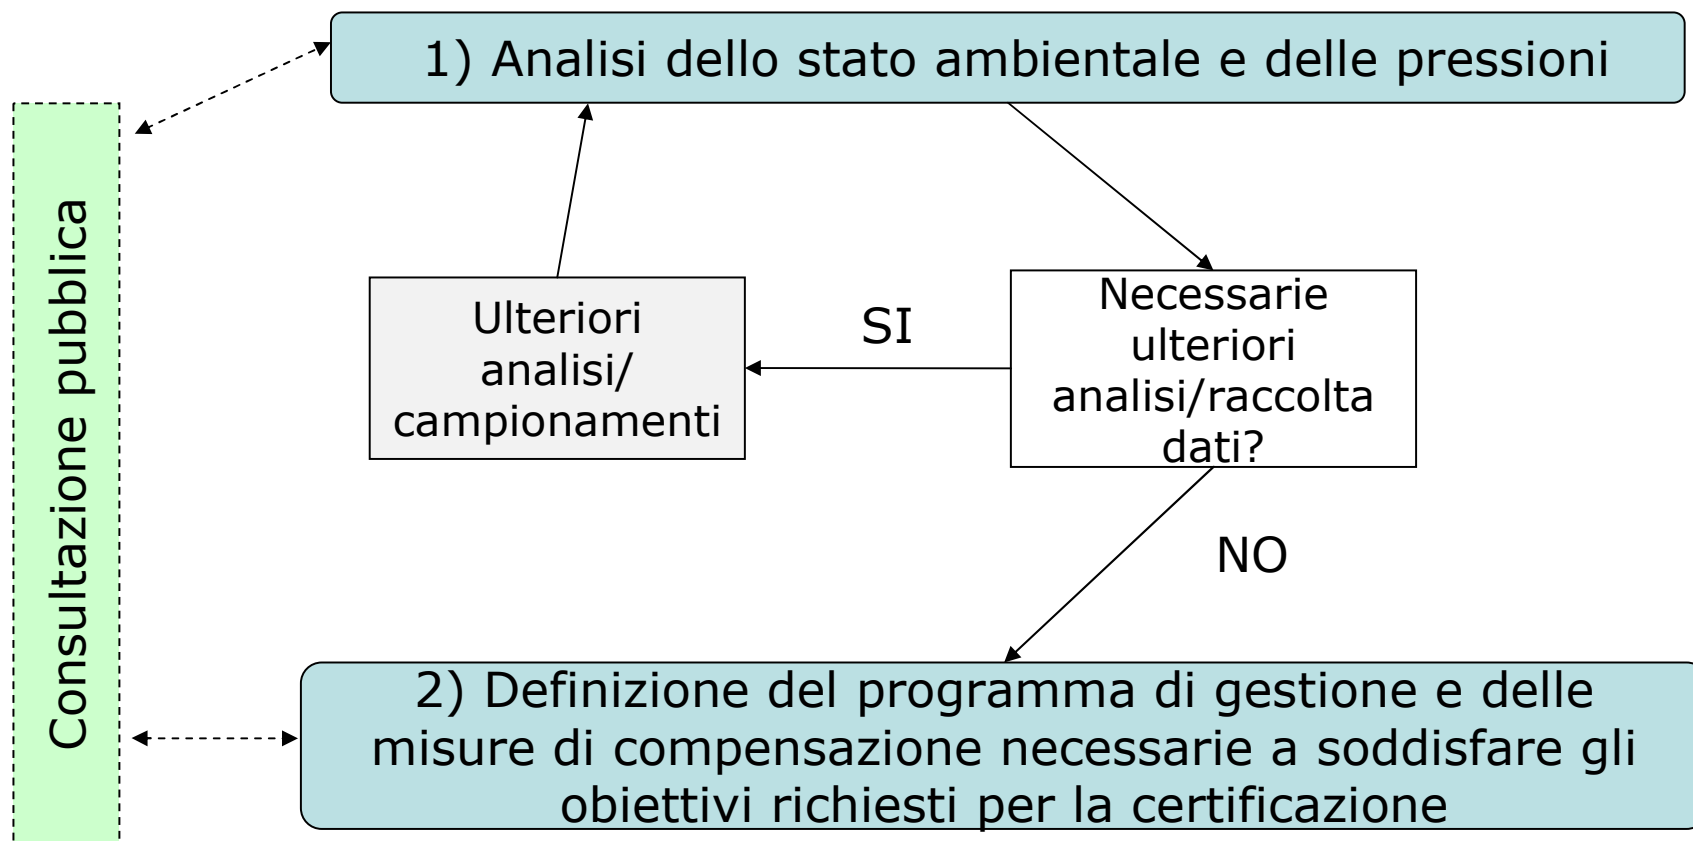 1) Analisi dello stato ambientale e delle pressioni
Consultazione pubblica
Ulteriori
analisi/
campionamenti
SI
Necessarie
ulteriori
analisi/raccolta
dati?
NO
2) Definizione del programma di gestione e delle
misure di compensazione necessarie a soddisfare gli
obiettivi richiesti per la certificazione